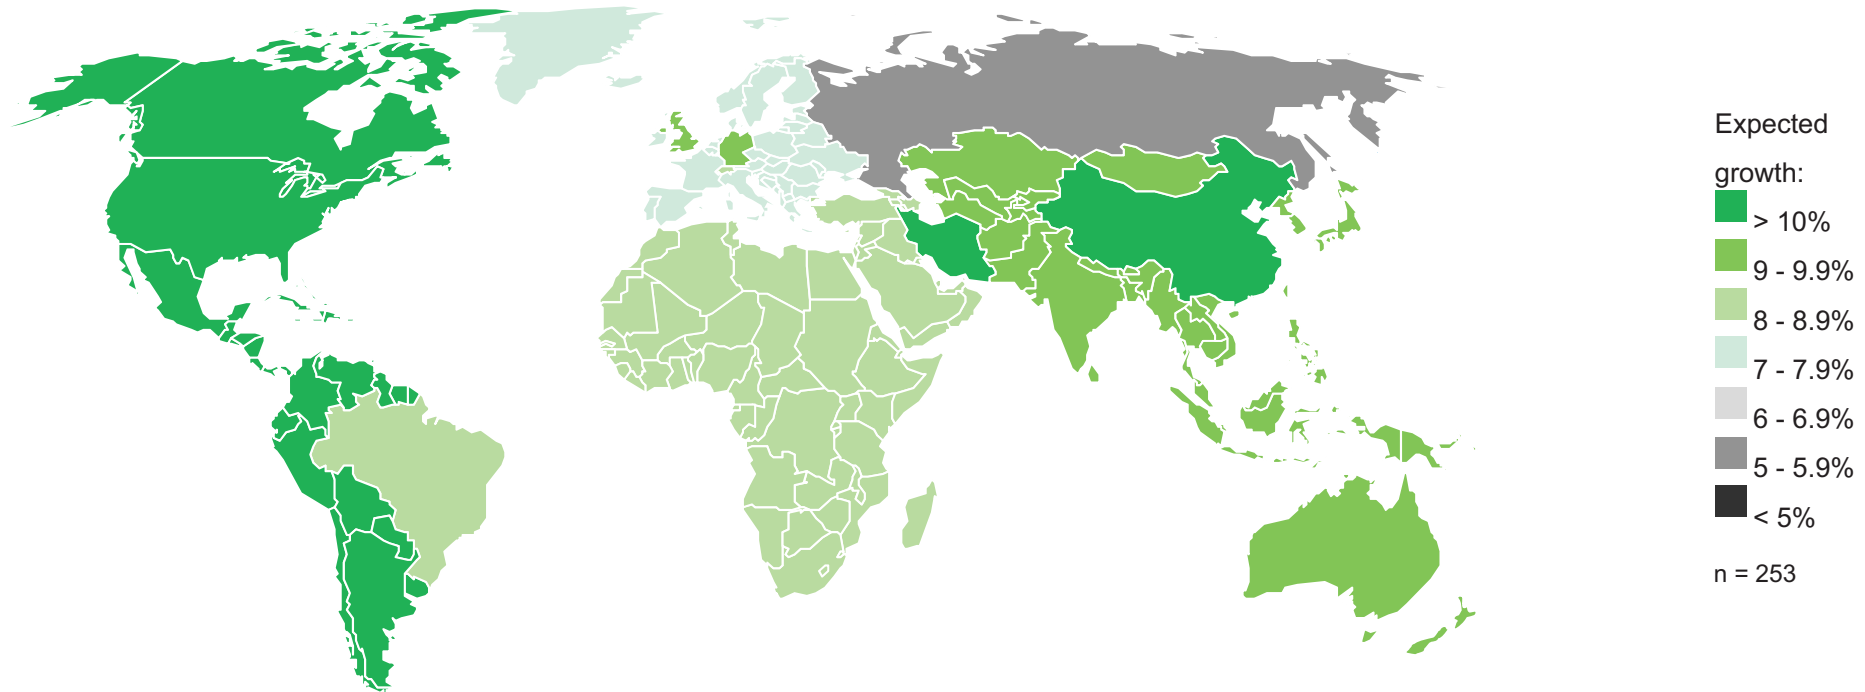 Expected
growth:
> 10%
9 - 9.9%
8 - 8.9%
7 - 7.9%
6 - 6.9%
5 - 5.9%
< 5%
n = 253